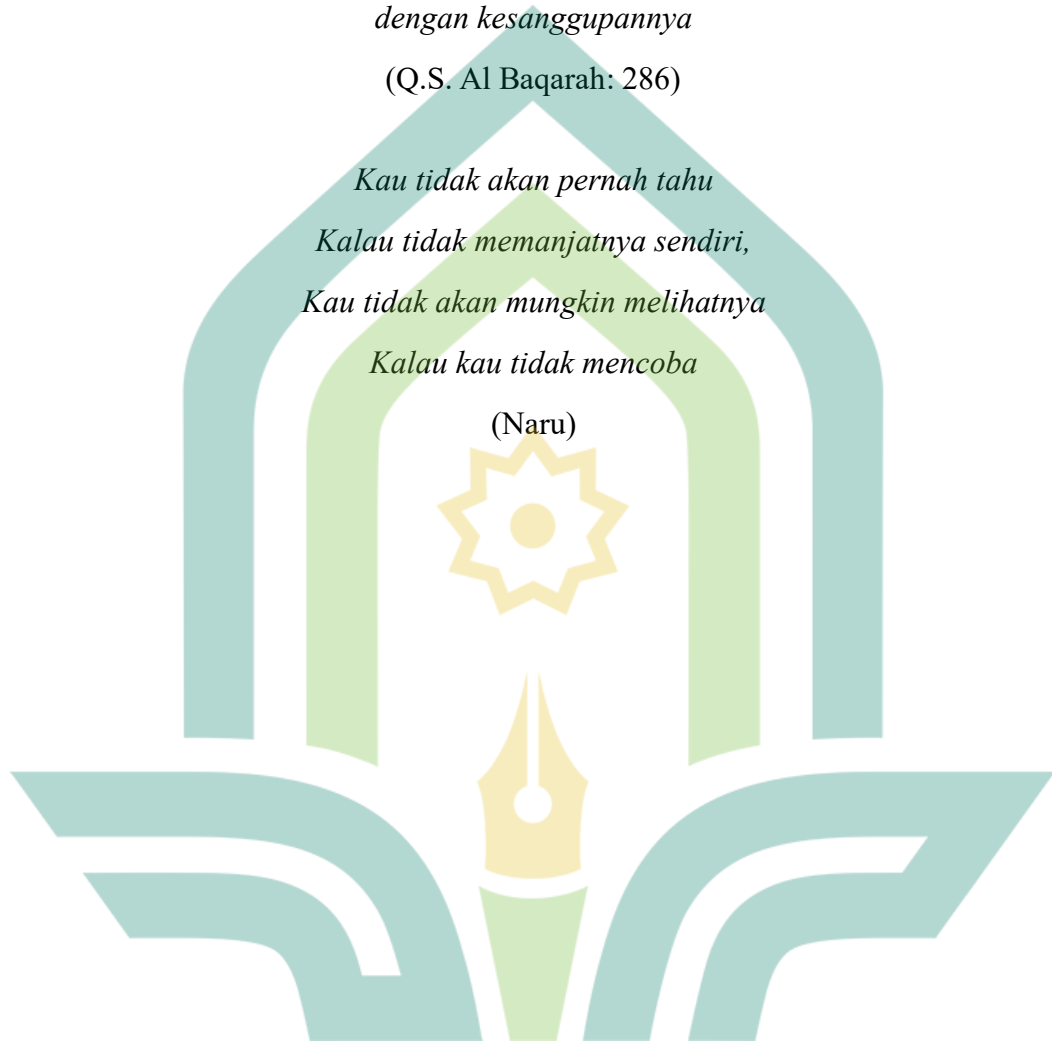 dengan kesanggupannya
(Q.S. Al Baqarah: 286)
Kau tidak akan pernah tahu
Kalau tidak memanjatnya sendiri,
Kau tidak akan mungkin melihatnya
Kalau kau tidak mencoba
(Naru)